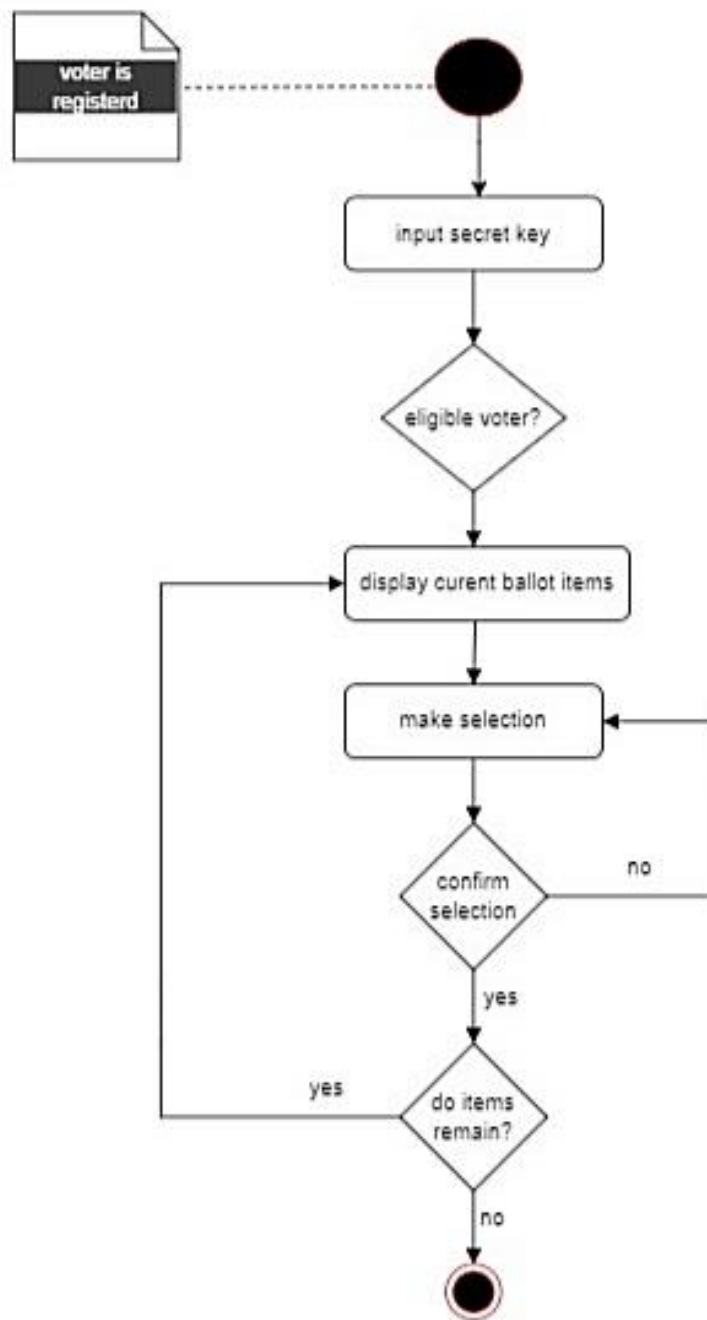 voter is
registerd
input secret key
eligible voter?
display curent ballot items
make selection
confirm
selection
no
yes
yes
do items
remain?
no